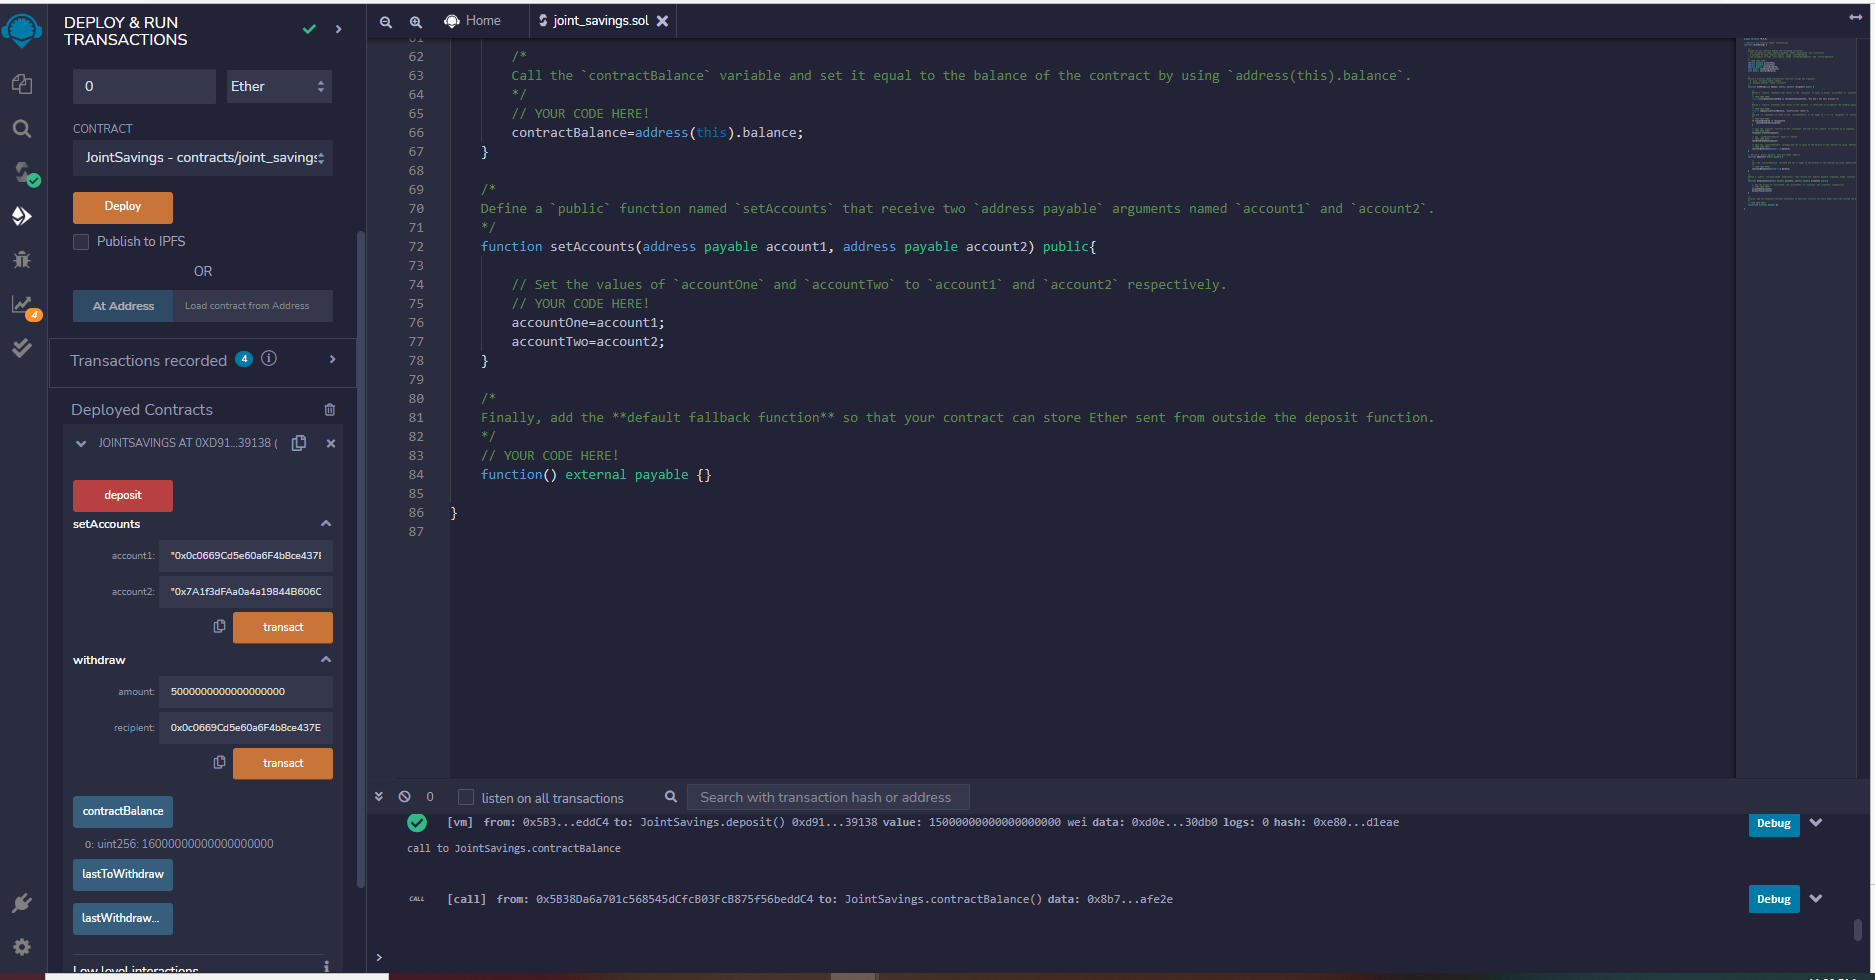 DEPLOY & RUN
TRANSACTIONS
0
Ether
CONTRACT
JointSavings - contracts/joint_savings
Deploy
Publish to IPFS
OR
At Address
Load contract from Address
Transactions recorded 4 i
Deployed Contracts
JOINTSAVINGS AT 0XD91...39138 (
deposit
setAccounts
account1: "0x0c0669Cd5e60a6F4b8ce437E
account2: "0x7A1f3dFAa0a4a19844B606C
transact
withdraw
amount: 5000000000000000000
recipient: 0x0c0669Cd5e60a6F4b8ce437E
transact
contractBalance
0: uint256: 16000000000000000000
lastToWithdraw
lastWithdraw...
Low level interactions
4
Home
joint_savings.sol
61
62 /*
63 Call the `contractBalance` variable and set it equal to the balance of the contract by using `address(this).balance`.
64 */
65 // YOUR CODE HERE!
66 contractBalance=address(this).balance;
67 }
68
69 /*
70 Define a `public` function named `setAccounts` that receive two `address payable` arguments named `account1` and `account2`.
71 */
72 function setAccounts(address payable account1, address payable account2) public{
73
74 // Set the values of `accountOne` and `accountTwo` to `account1` and `account2` respectively.
75 // YOUR CODE HERE!
76 accountOne=account1;
77 accountTwo=account2;
78 }
79
80 /*
81 Finally, add the **default fallback function** so that your contract can store Ether sent from outside the deposit function.
82 */
83 // YOUR CODE HERE!
84 function() external payable {}
85
86 }
87
0
listen on all transactions
Search with transaction hash or address
[vm] from: 0x5B3...eddC4 to: JointSavings.deposit() 0xd91...39138 value: 15000000000000000000 wei data: 0xd0e...30db0 logs: 0 hash: 0xe80...d1eae
Debug
call to JointSavings.contractBalance
CALL [call] from: 0x5B38Da6a701c568545dCfcB03FcB875f56beddC4 to: JointSavings.contractBalance() data: 0x8b7...afe2e
Debug
>